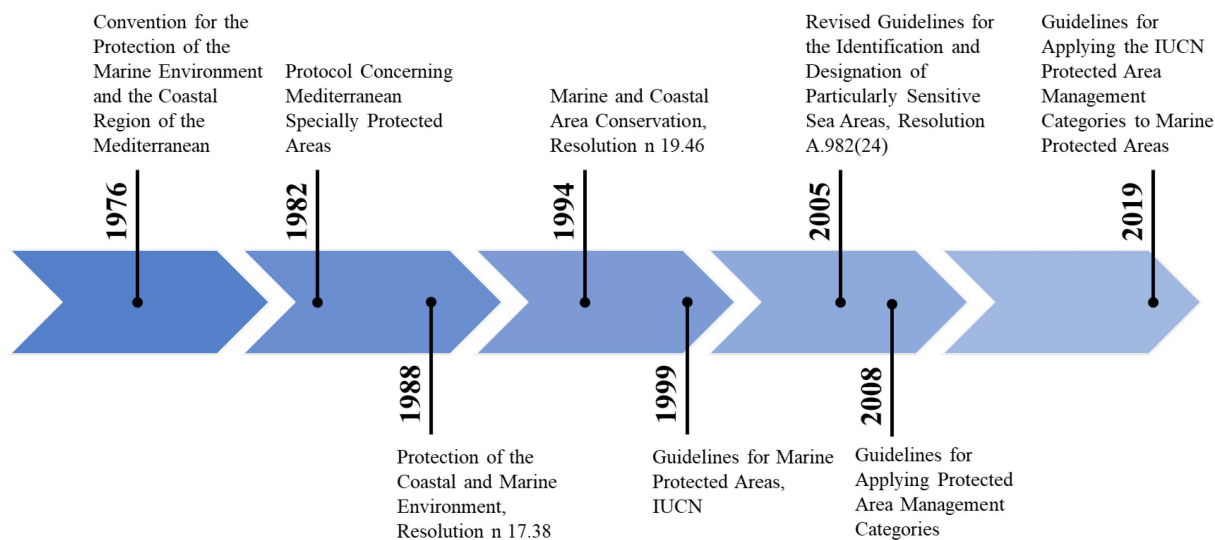 Convention for the
Protection of the
Marine Environment
and the Coastal
Region of the
Mediterranean
1976
Protocol Concerning
Mediterranean
Specially Protected
Areas
1982
1988
Protection of the
Coastal and Marine
Environment,
Resolution n 17.38
Marine and Coastal
Area Conservation,
Resolution n 19.46
1994
1999
Guidelines for Marine
Protected Areas,
IUCN
Revised Guidelines for
the Identification and
Designation of
Particularly Sensitive
Sea Areas, Resolution
A.982(24)
2005
2008
Guidelines for
Applying Protected
Area Management
Categories
Guidelines for
Applying the IUCN
Protected Area
Management
Categories to Marine
Protected Areas
2019